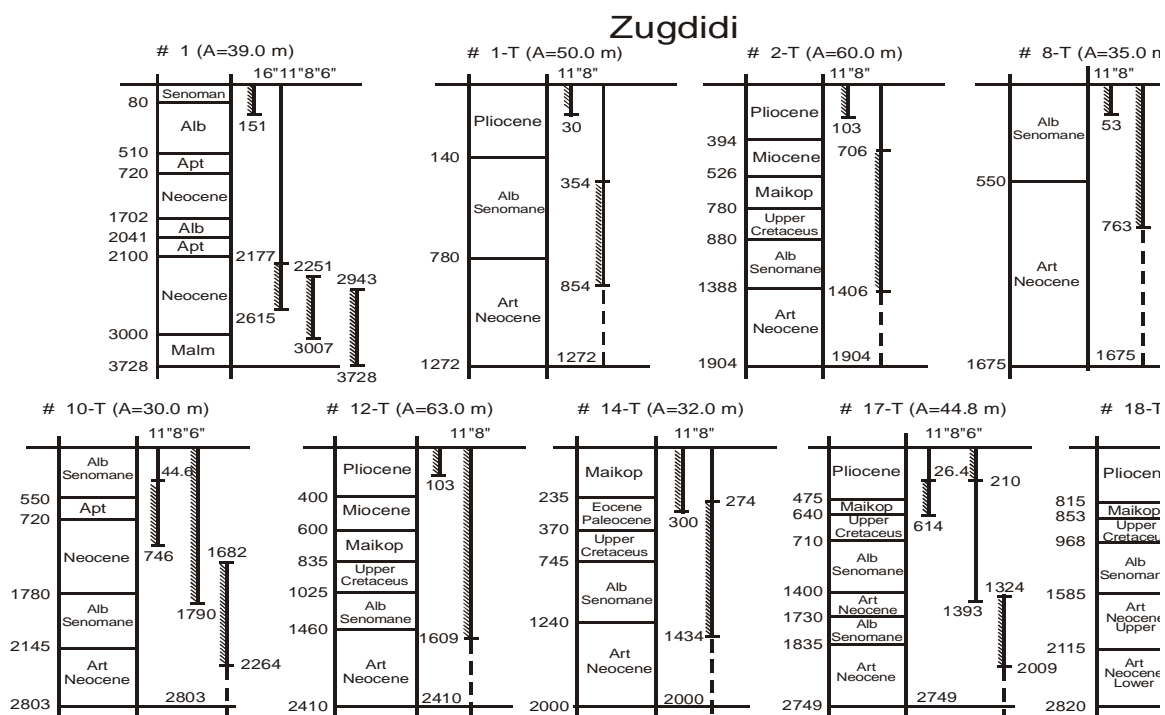 Zugdidi
# 1 (A=39.0 m)
16"11"8"6"
Senoman
80
Alb
151
510
Apt
720
Neocene
1702
Alb
2041
Apt
2100
2177
2251
2943
Neocene
2615
3000
3007
Malm
3728
3728
# 1-T (A=50.0 m)
11"8"
Pliocene
30
140
354
Alb
Senomane
780
854
Art
Neocene
1272
1272
# 2-T (A=60.0 m)
11"8"
Pliocene
103
394
706
Miocene
526
Maikop
780
Upper
Cretaceus
880
Alb
Senomane
1388
1406
Art
Neocene
1904
1904
# 8-T (A=35.0 m
11"8"
Alb
Senomane
53
550
763
Art
Neocene
1675
1675
# 10-T (A=30.0 m)
11"8"6"
Alb
Senomane
44.6
550
Apt
720
746
1682
Neocene
1780
1790
Alb
Senomane
2145
2264
Art
Neocene
2803
2803
# 12-T (A=63.0 m)
11"8"
Pliocene
103
400
Miocene
600
Maikop
835
Upper
Cretaceus
1025
Alb
Senomane
1460
1609
Art
Neocene
2410
2410
# 14-T (A=32.0 m)
11"8"
Maikop
235
274
Eocene
Paleocene
300
370
Upper
Cretaceus
745
Alb
Senomane
1240
1434
Art
Neocene
2000
2000
# 17-T (A=44.8 m)
11"8"6"
Pliocene
26.4
210
475
Maikop
640
614
Upper
Cretaceus
710
Alb
Senomane
1324
1400
1393
Art
Neocene
1730
Alb
Senomane
1835
2009
Art
Neocene
2749
2749
# 18-T
Pliocen
815
Maikop
853
Upper
Cretaceu
968
Alb
Senoman
1585
Art
Neocene
Upper
2115
Art
Neocene
Lower
2820